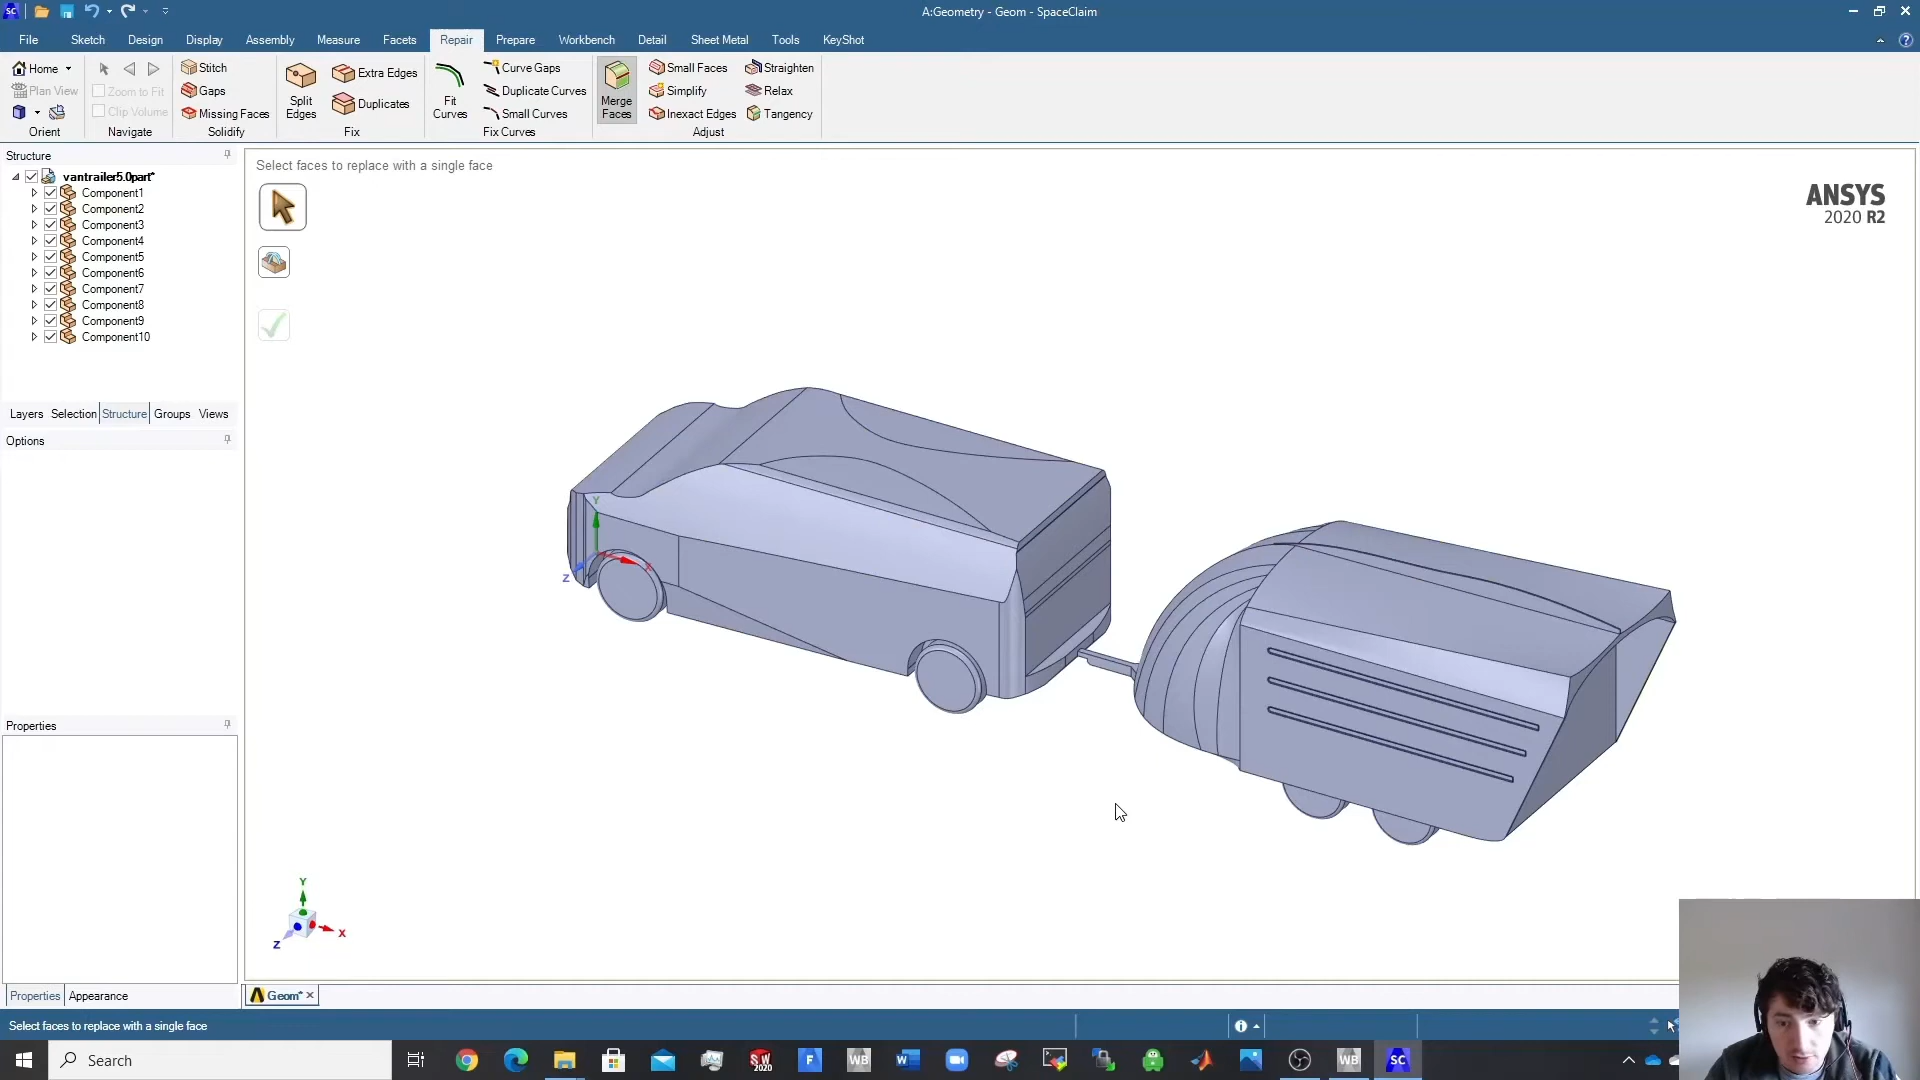 A:Geometry - Geom - SpaceClaim
File Sketch Design Display Assembly Measure Facets Repair Prepare Workbench Detail Sheet Metal Tools KeyShot
Home
Plan View
Orient
Zoom to Fit
Clip Volume
Navigate
Stitch
Gaps
Missing Faces
Solidify
Split Edges
Extra Edges
Duplicates
Fix
Fit Curves
Curve Gaps
Duplicate Curves
Small Curves
Fix Curves
Merge Faces
Small Faces
Simplify
Inexact Edges
Straighten
Relax
Tangency
Adjust
Structure
vantrailer5.0part*
Component1
Component2
Component3
Component4
Component5
Component6
Component7
Component8
Component9
Component10
Layers Selection Structure Groups Views
Options
Properties
Properties Appearance
Select faces to replace with a single face
ANSYS
2020 R2
Y
X
Z
Y
X
Z
Geom*
Select faces to replace with a single face
Search
SW
2020
F
WB
W
WB
SC